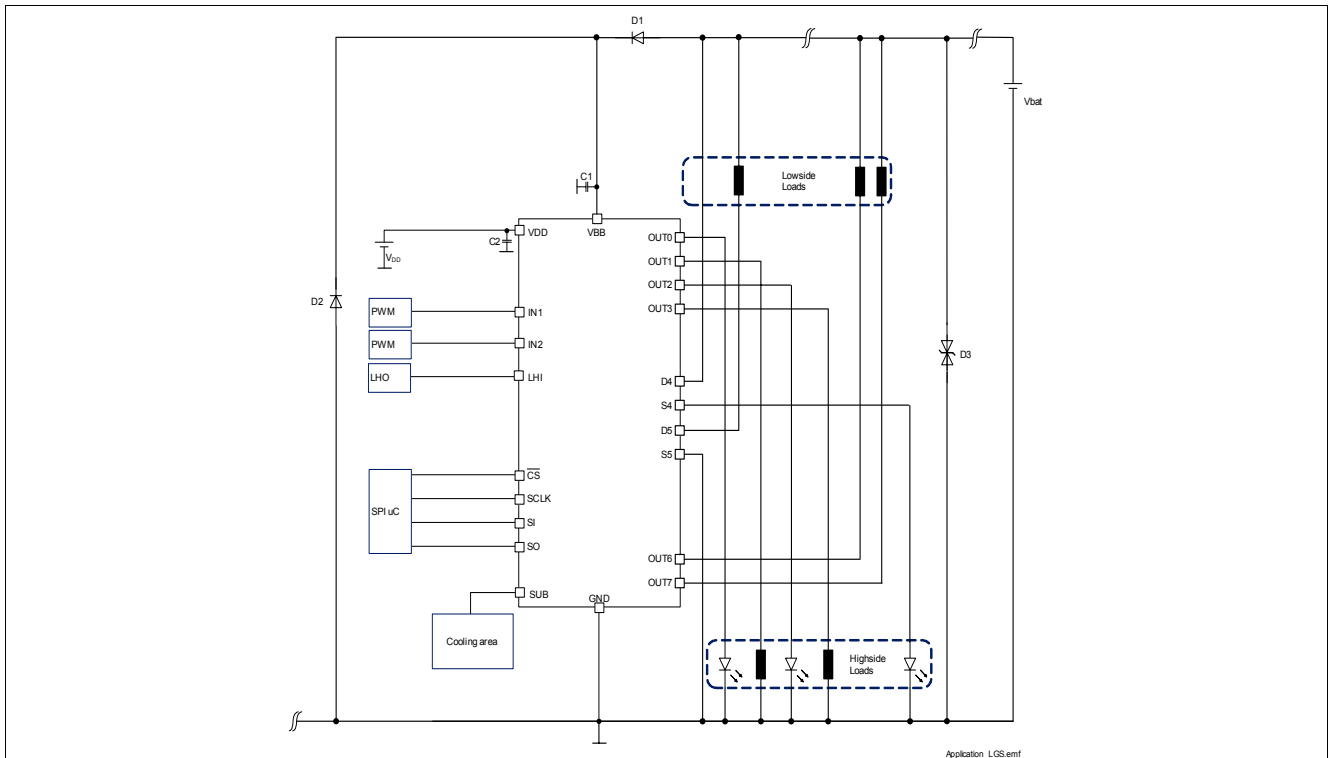 D1
Vbat
C1
Lowside
Loads
VDD
VBB
C2
VDD
OUT0
OUT1
OUT2
OUT3
D2
PWM
IN1
PWM
IN2
LHO
LHI
D3
D4
S4
D5
S5
CS
SCLK
SPI uC
SI
SO
OUT6
OUT7
SUB
GND
Cooling area
Highside
Loads
Application_LGS.emf